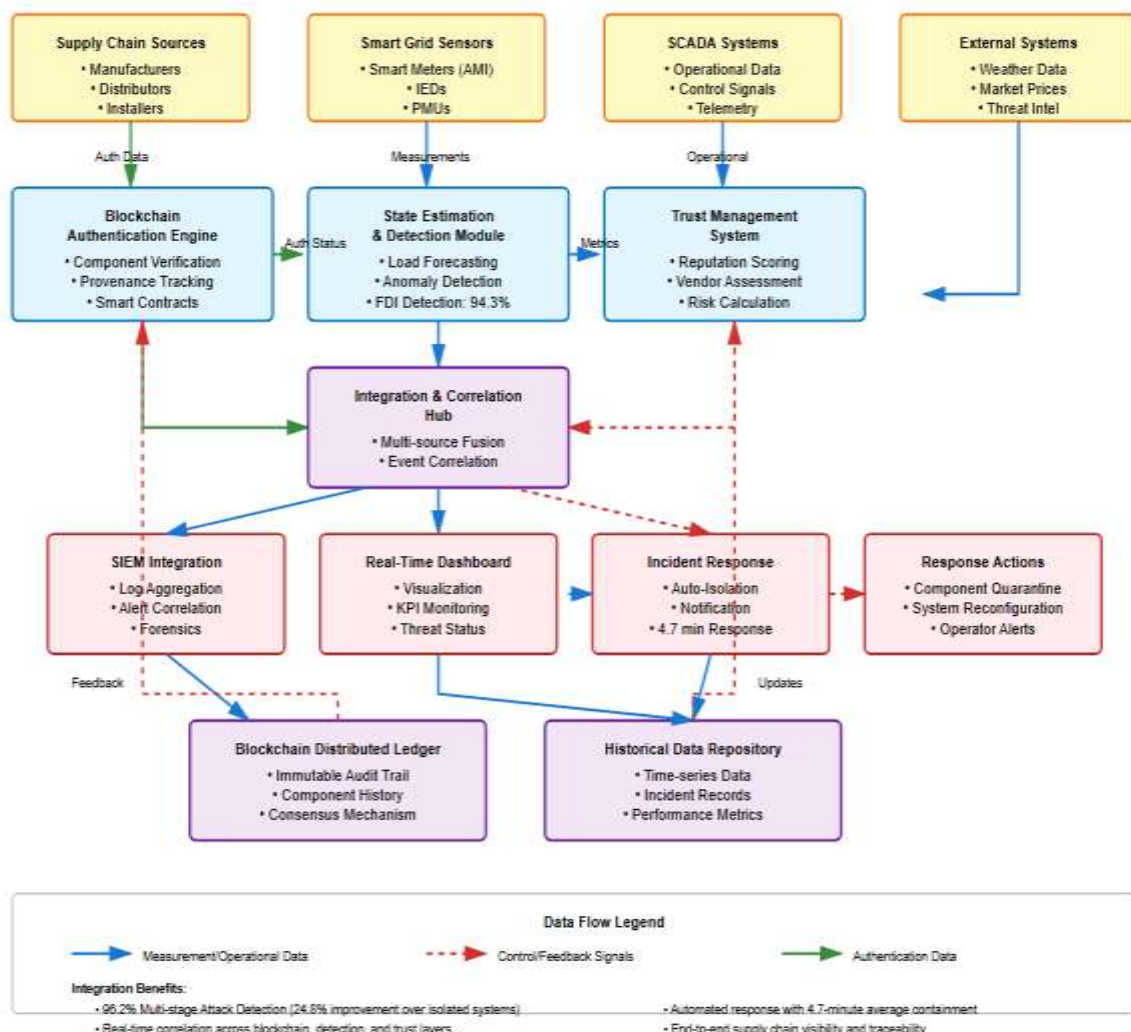 Supply Chain Sources
• Manufacturers
• Distributors
• Installers
Smart Grid Sensors
• Smart Meters (AMI)
• IEDs
• PMUs
SCADA Systems
• Operational Data
• Control Signals
• Telemetry
External Systems
• Weather Data
• Market Prices
• Threat Intel
Auth Data
Measurements
Operational
Blockchain
Authentication Engine
• Component Verification
• Provenance Tracking
• Smart Contracts
Auth Status
State Estimation
& Detection Module
• Load Forecasting
• Anomaly Detection
• FDI Detection: 94.3%
Metrics
Trust Management
System
• Reputation Scoring
• Vendor Assessment
• Risk Calculation
Integration & Correlation
Hub
• Multi-source Fusion
• Event Correlation
SIEM Integration
• Log Aggregation
• Alert Correlation
• Forensics
Real-Time Dashboard
• Visualization
• KPI Monitoring
• Threat Status
Incident Response
• Auto-Isolation
• Notification
• 4.7 min Response
Response Actions
• Component Quarantine
• System Reconfiguration
• Operator Alerts
Feedback
Updates
Blockchain Distributed Ledger
• Immutable Audit Trail
• Component History
• Consensus Mechanism
Historical Data Repository
• Time-series Data
• Incident Records
• Performance Metrics
Data Flow Legend
Measurement/Operational Data
Control/Feedback Signals
Authentication Data
Integration Benefits:
• 96.2% Multi-stage Attack Detection (24.8% improvement over isolated systems)
• Automated response with 4.7-minute average containment
• Real-time correlation across blockchain, detection, and trust layers
• End-to-end supply chain visibility and traceability